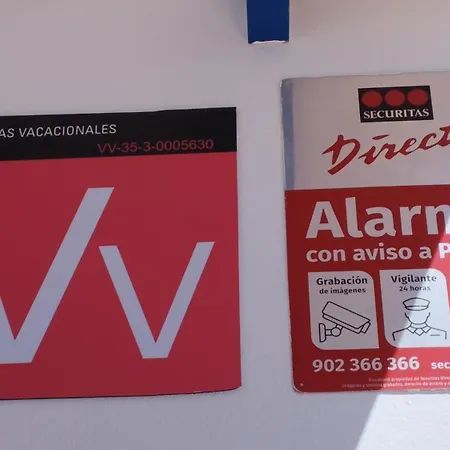 AS VACACIONALES
VV-35-3-0005630
VV
SECURITAS
Direct
Alarm
con aviso a P
Grabación
de imágenes
Vigilante
24 horas
902 366 366 sec